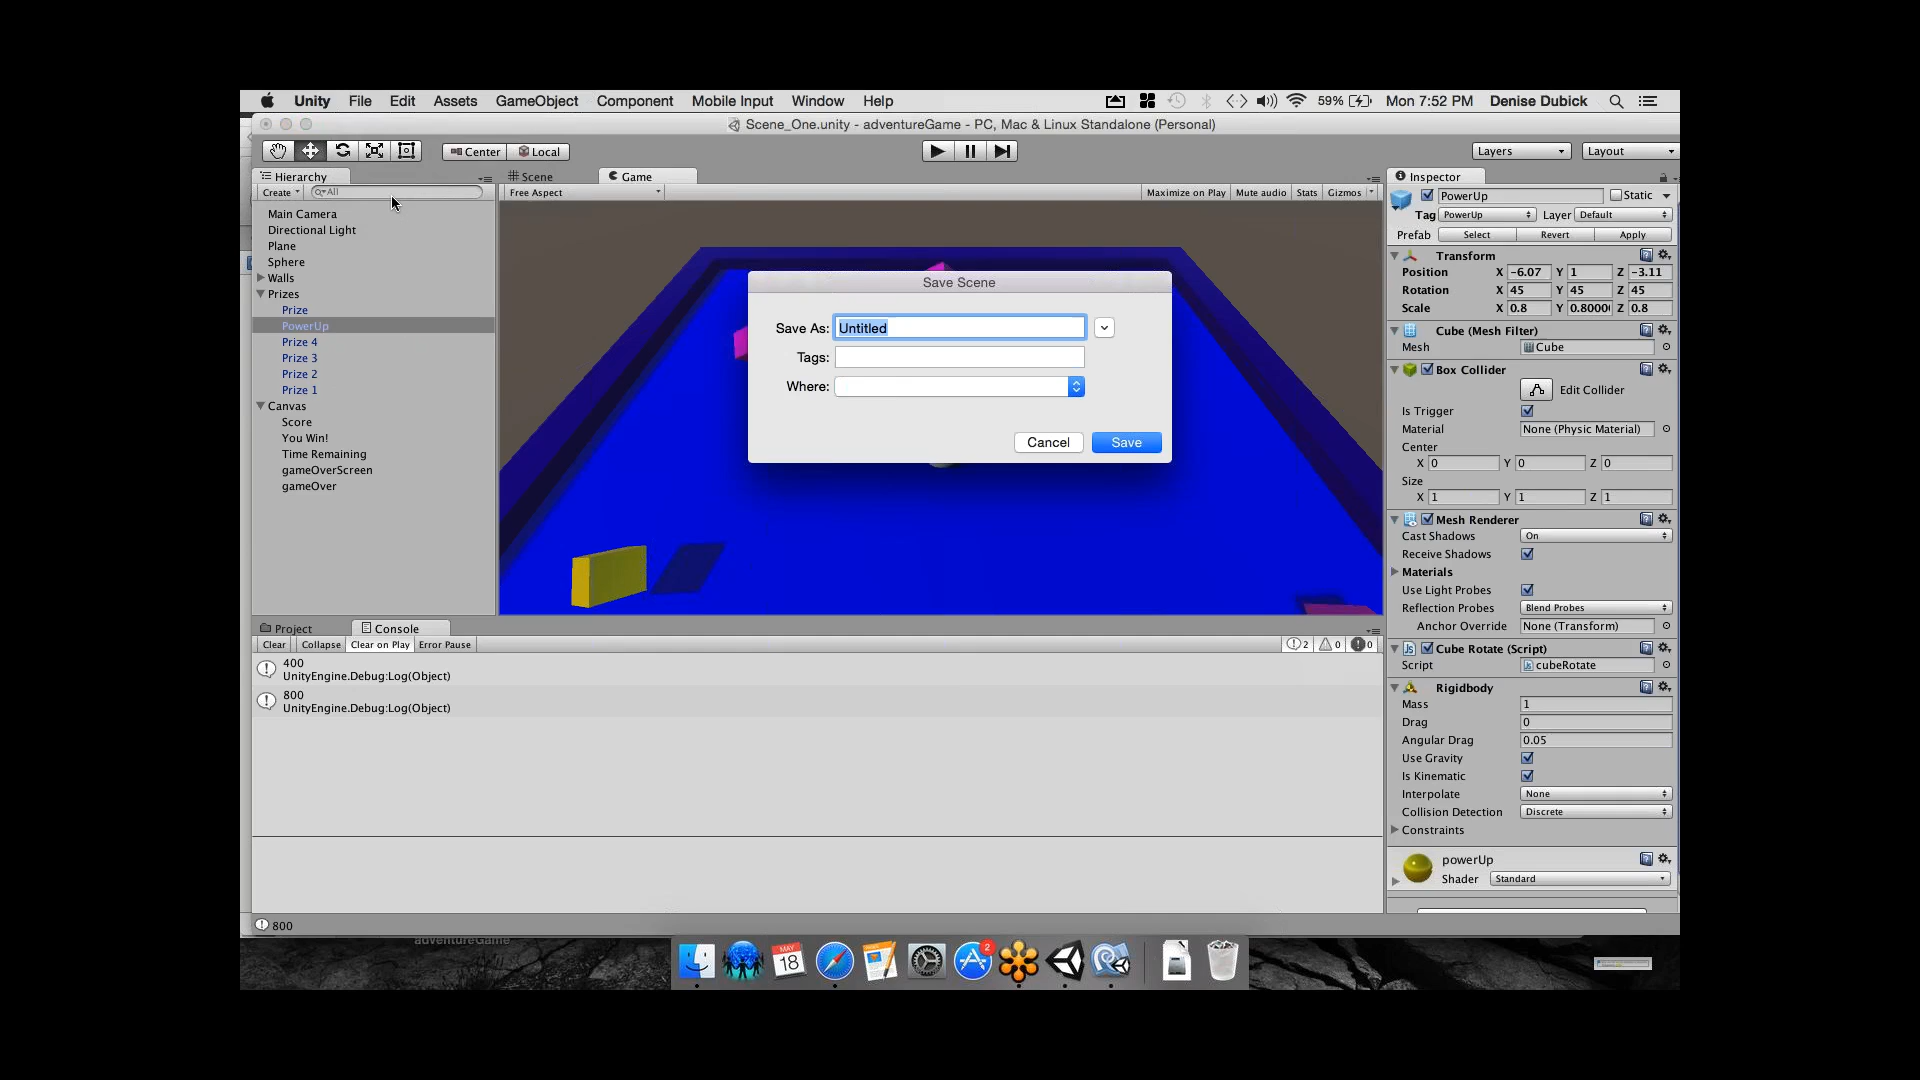 Unity File Edit Assets GameObject Component Mobile Input Window Help 59% Mon 7:52 PM Denise Dubick
Scene_One.unity - adventureGame - PC, Mac & Linux Standalone (Personal)
Center Local Layers Layout
Hierarchy Scene Game Inspector
Create All Free Aspect Maximize on Play Mute audio Stats Gizmos PowerUp Static
Main Camera
Directional Light
Plane
Sphere
Walls
Prizes
Prize
PowerUp
Prize 4
Prize 3
Prize 2
Prize 1
Canvas
Score
You Win!
Time Remaining
gameOverScreen
gameOver
Save Scene
Save As: Untitled
Tags:
Where:
Cancel Save
Tag PowerUp Layer Default
Prefab Select Revert Apply
Transform
Position X -6.07 Y 1 Z -3.11
Rotation X 45 Y 45 Z 45
Scale X 0.8 Y 0.8000 Z 0.8
Cube (Mesh Filter)
Mesh Cube
Box Collider
Edit Collider
Is Trigger
Material None (Physic Material)
Center
X 0 Y 0 Z 0
Size
X 1 Y 1 Z 1
Mesh Renderer
Cast Shadows On
Receive Shadows
Materials
Use Light Probes
Reflection Probes Blend Probes
Anchor Override None (Transform)
Cube Rotate (Script)
Script cubeRotate
Rigidbody
Mass 1
Drag 0
Angular Drag 0.05
Use Gravity
Is Kinematic
Interpolate None
Collision Detection Discrete
Constraints
powerUp
Shader Standard
Project Console
Clear Collapse Clear on Play Error Pause 2 0 0
400
UnityEngine.Debug:Log(Object)
800
UnityEngine.Debug:Log(Object)
800
adventureGame
MAY
18
2